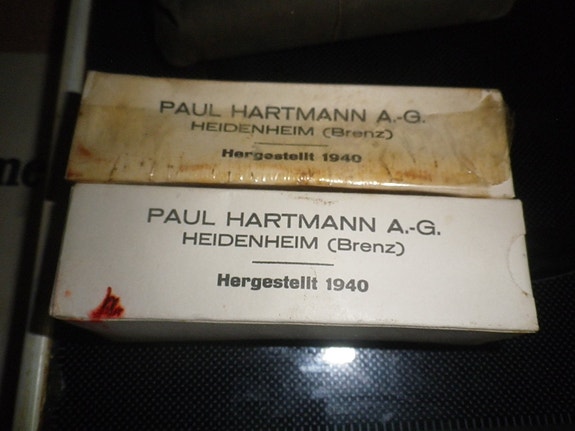 PAUL HARTMANN A.-G.
HEIDENHEIM (Brenz)
Hergestellt 1940
PAUL HARTMANN A.-G.
HEIDENHEIM (Brenz)
Hergestellt 1940